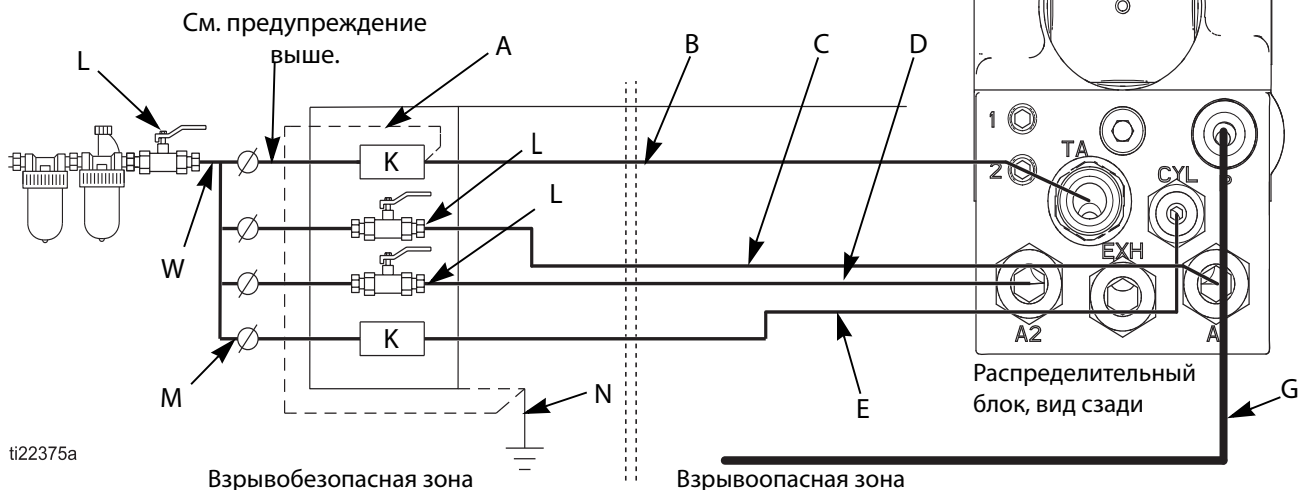 См. предупреждение
выше.
L
A
B
C
D
K
L
L
1
2
TA
CYL
P
W
EXH
K
A2
A
M
N
E
Распределительный
блок, вид сзади
G
ti22375a
Взрывобезопасная зона
Взрывоопасная зона